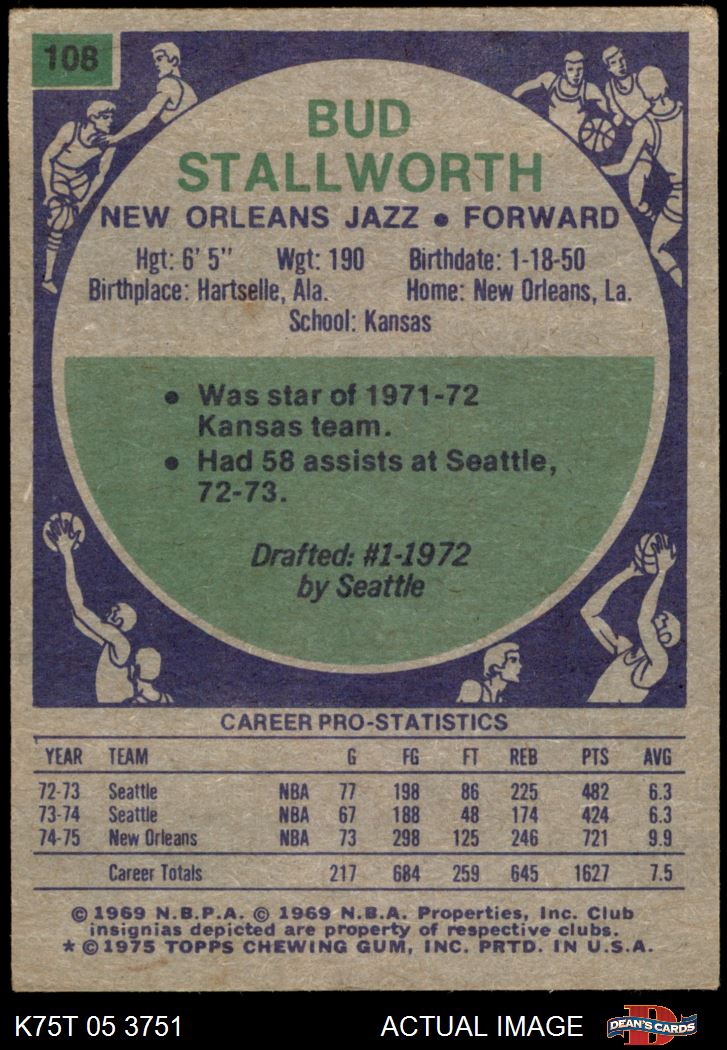 108
BUD
STALLWORTH
NEW ORLEANS JAZZ • FORWARD
Hgt: 6' 5" Wgt: 190 Birthdate: 1-18-50
Birthplace: Hartselle, Ala. Home: New Orleans, La.
School: Kansas
• Was star of 1971-72
Kansas team.
• Had 58 assists at Seattle,
72-73.
Drafted: #1-1972
by Seattle
CAREER PRO-STATISTICS
YEAR TEAM G FG FT REB PTS AVG
72-73 Seattle NBA 77 198 86 225 482 6.3
73-74 Seattle NBA 67 188 48 174 424 6.3
74-75 New Orleans NBA 73 298 125 246 721 9.9
Career Totals 217 684 259 645 1627 7.5
© 1969 N.B.P.A. © 1969 N.B.A. Properties, Inc. Club
insignias depicted are property of respective clubs.
* © 1975 TOPPS CHEWING GUM, INC. PRTD. IN U.S.A.
K75T 05 3751 ACTUAL IMAGE D DEAN'S CARDS